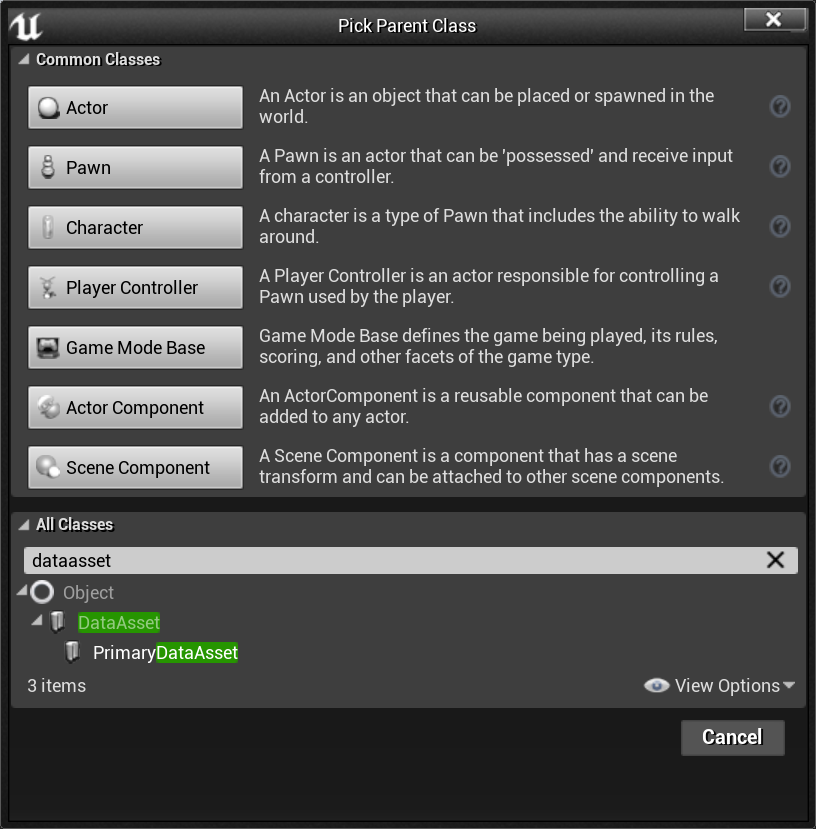 Pick Parent Class
Common Classes
Actor
An Actor is an object that can be placed or spawned in the
world.
Pawn
A Pawn is an actor that can be 'possessed' and receive input
from a controller.
Character
A character is a type of Pawn that includes the ability to walk
around.
Player Controller
A Player Controller is an actor responsible for controlling a
Pawn used by the player.
Game Mode Base
Game Mode Base defines the game being played, its rules,
scoring, and other facets of the game type.
Actor Component
An ActorComponent is a reusable component that can be
added to any actor.
Scene Component
A Scene Component is a component that has a scene
transform and can be attached to other scene components.
All Classes
dataasset
Object
DataAsset
PrimaryDataAsset
3 items
View Options
Cancel